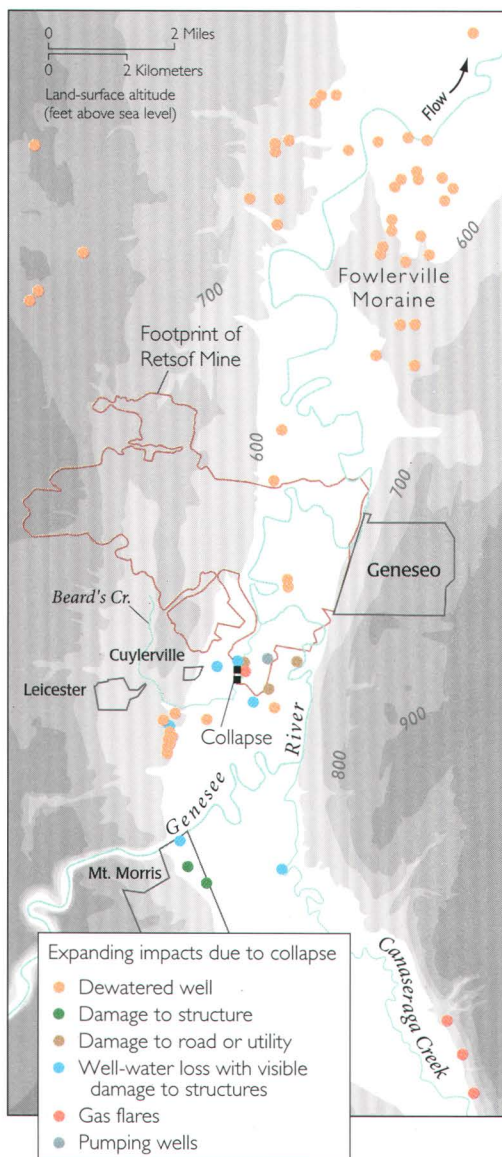 0 2 Miles
0 2 Kilometers
Land-surface altitude
(feet above sea level)
Flow
600
Fowlerville
Moraine
700
Footprint of
Retsof Mine
600
700
Geneseo
Beard's Cr.
Cuylerville
Leicester
Collapse
River
900
800
Genesee
Mt. Morris
Canaseraga Creek
Expanding impacts due to collapse
Dewatered well
Damage to structure
Damage to road or utility
Well-water loss with visible
damage to structures
Gas flares
Pumping wells